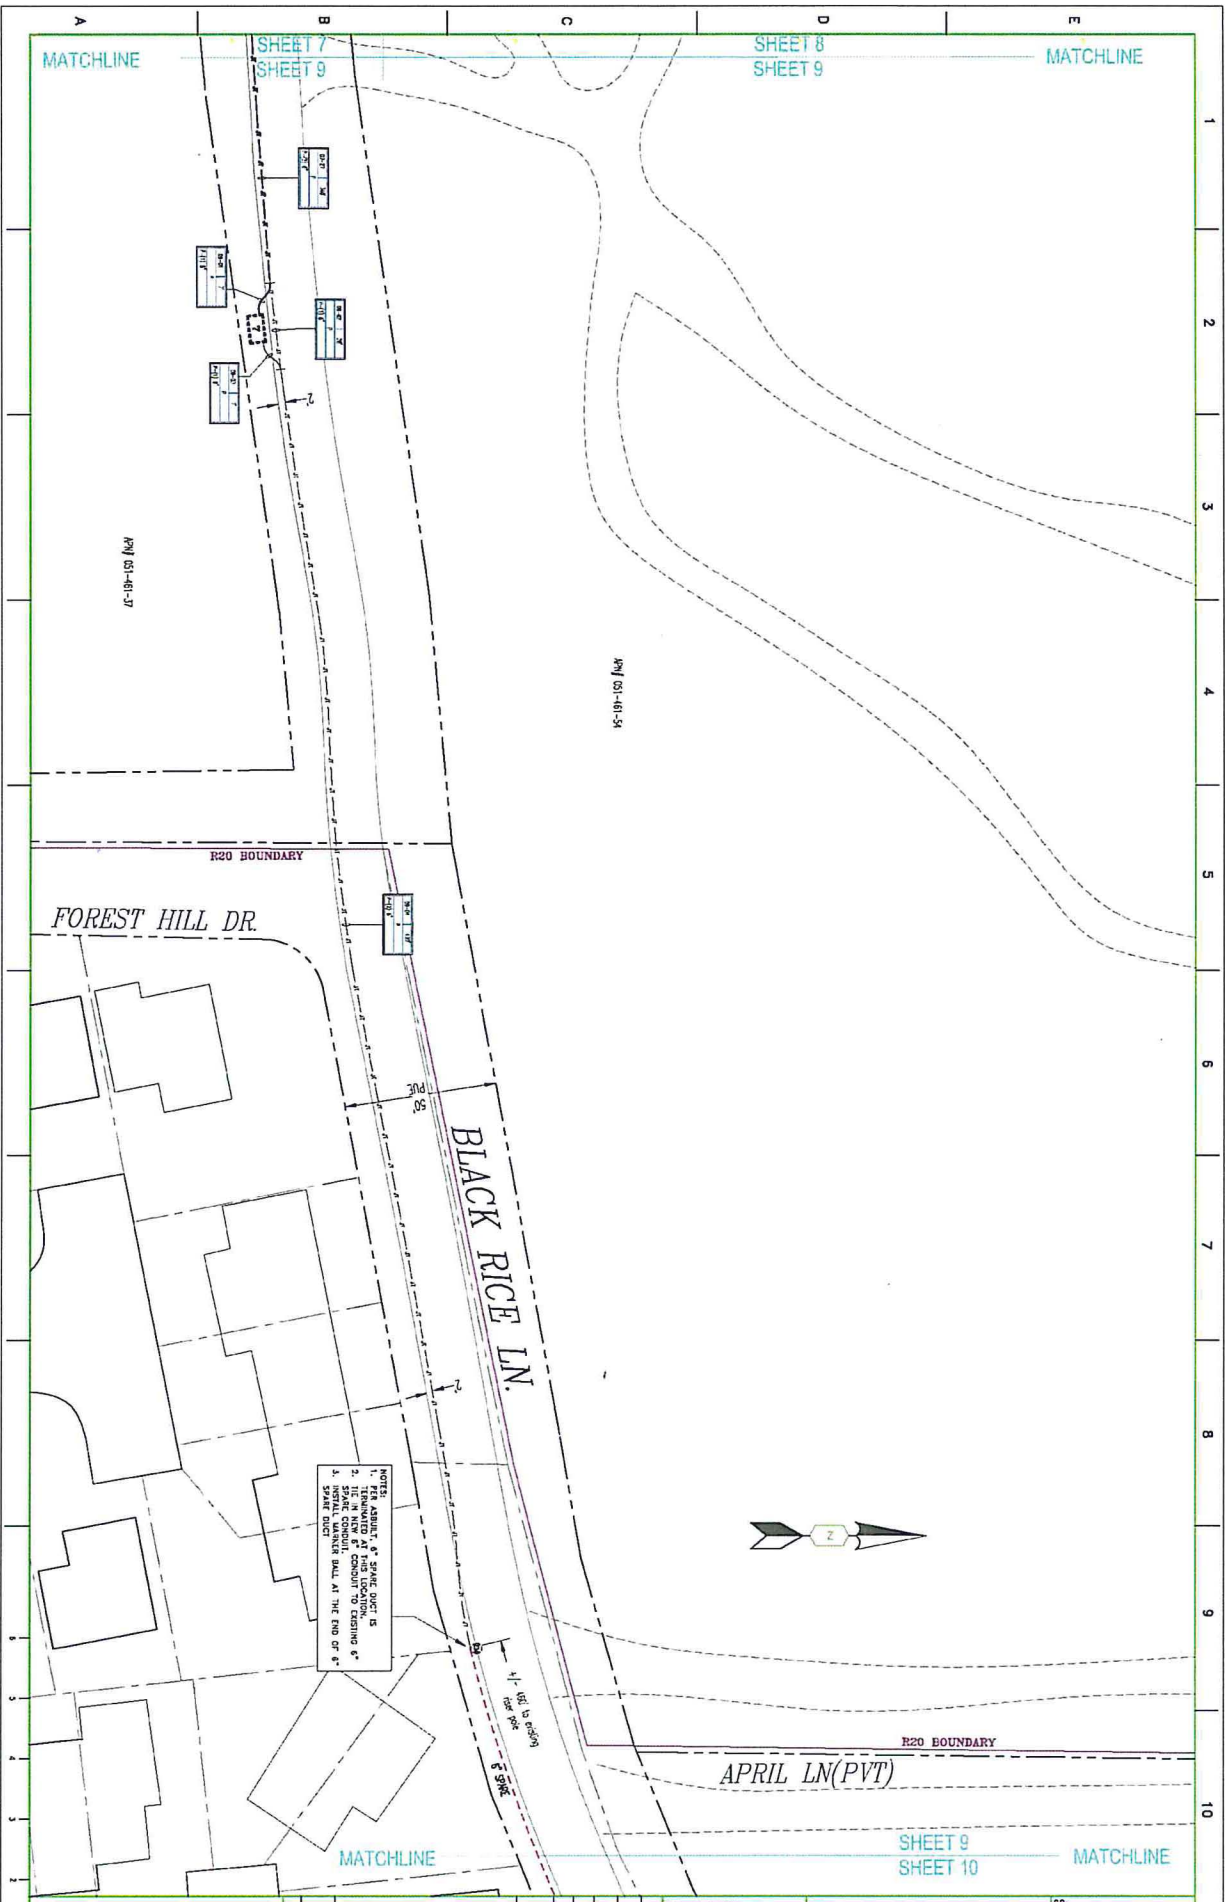 A
B
C
D
E
MATCHLINE
SHEET 7
SHEET 9
SHEET 8
SHEET 9
MATCHLINE
1
2
3
4
5
6
7
8
9
10
2'
APN# 051-461-37
APN# 051-461-54
R20 BOUNDARY
FOREST HILL DR.
50'
PUE
BLACK RICE LN.
2'
NOTES:
1. PER ASBUILT, 6" SPARE DUCT IS
TERMINATED AT THIS LOCATION.
2. TIE IN NEW 6" CONDUIT TO EXISTING 6"
SPARE CONDUIT.
3. INSTALL MARKER BALL AT THE END OF 6"
SPARE DUCT
Z
to existing
riser pole
6" SPARE
R20 BOUNDARY
APRIL LN(PVT)
MATCHLINE
SHEET 9
SHEET 10
MATCHLINE